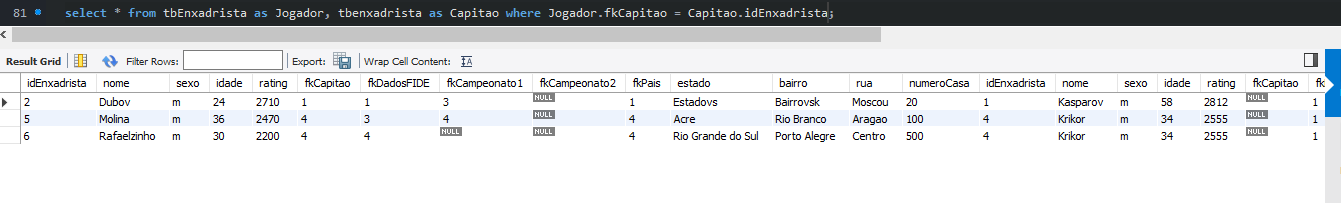 81 select * from tbEnxadrista as Jogador, tbenxadrista as Capitao where Jogador.fkCapitao = Capitao.idEnxadrista;
Result Grid Filter Rows: Export: Wrap Cell Content:
idEnxadrista nome sexo idade rating fkCapitao fkDadosFIDE fkCampeonato1 fkCampeonato2 fkPais estado bairro rua numeroCasa idEnxadrista nome sexo idade rating fkCapitao fk
2 Dubov m 24 2710 1 1 3 NULL 1 Estadovs Bairrovsk Moscou 20 1 Kasparov m 58 2812 NULL 1
5 Molina m 36 2470 4 3 4 NULL 4 Acre Rio Branco Aragao 100 4 Krikor m 34 2555 NULL 1
6 Rafaelzinho m 30 2200 4 4 NULL NULL 4 Rio Grande do Sul Porto Alegre Centro 500 4 Krikor m 34 2555 NULL 1